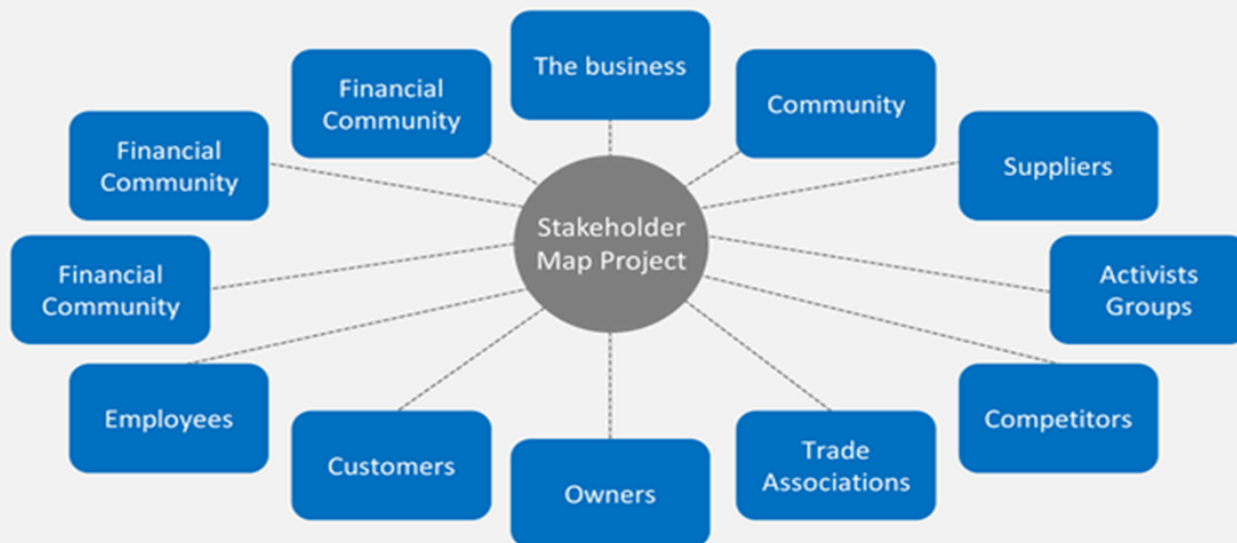 The business
Financial
Community
Community
Financial
Community
Suppliers
Stakeholder
Map Project
Financial
Community
Activists
Groups
Employees
Competitors
Customers
Trade
Associations
Owners